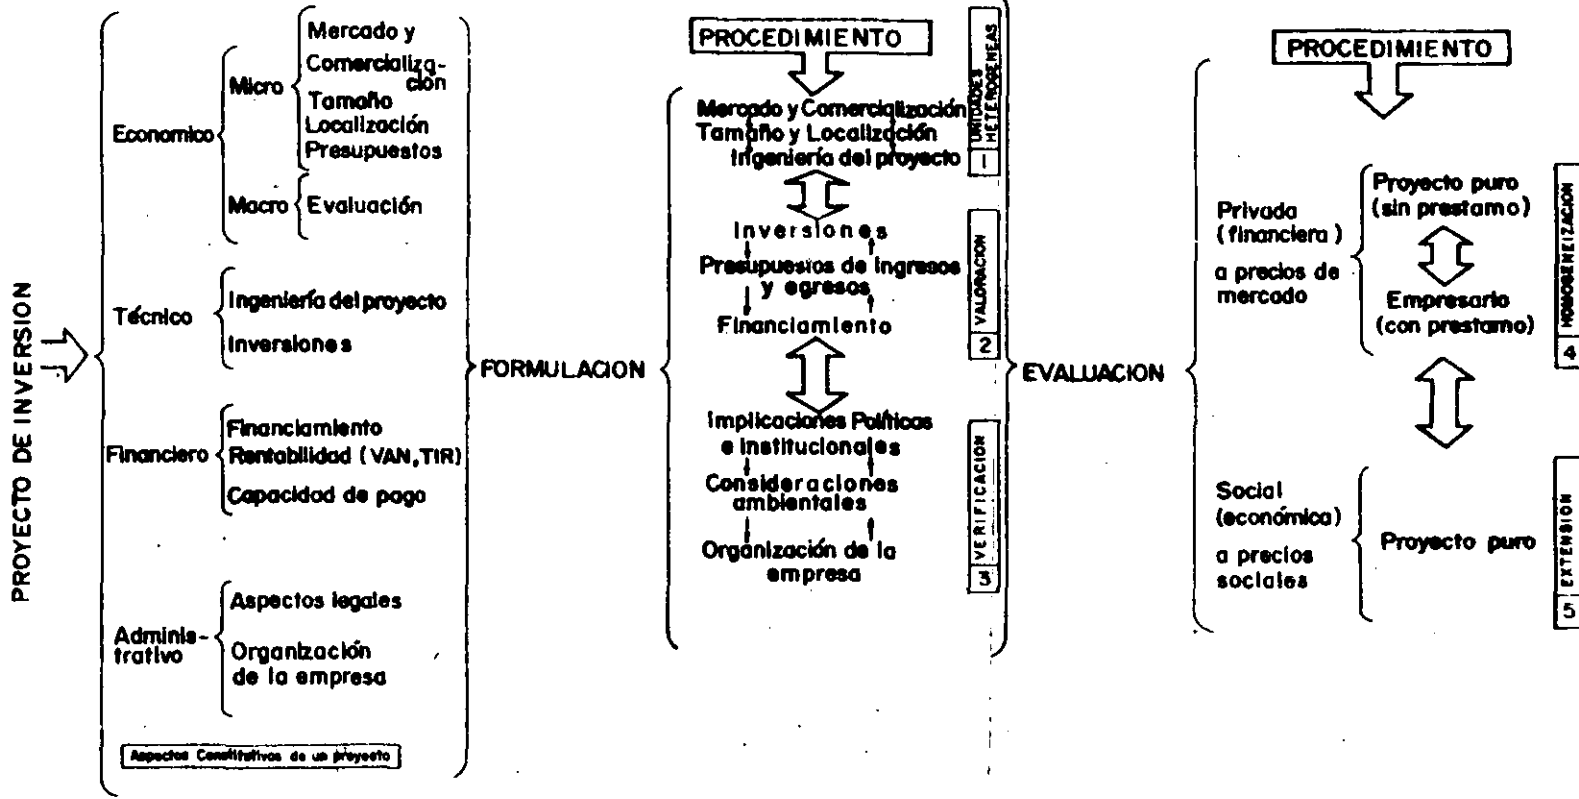 PROYECTO DE INVERSION
Economico
Micro
Mercado y
Comercializa-
ción
Tamaño
Localización
Presupuestos
Macro
Evaluación
Técnico
Ingeniería del proyecto
Inversiones
Financiero
Financiamiento
Rentabilidad (VAN, TIR)
Capacidad de pago
Adminis-
trativo
Aspectos legales
Organización
de la empresa
Aspectos Constitutivos de un proyecto
FORMULACION
PROCEDIMIENTO
Mercado y Comercialización
Tamaño y Localización
Ingeniería del proyecto
Inversiones
Presupuestos de ingresos
y egresos
Financiamiento
Implicaciones Políticas
e institucionales
Consideraciones
ambientales
Organización de la
empresa
1 UNIDADES
HETEROGENEAS
2 VALORACION
3 VERIFICACION
EVALUACION
PROCEDIMIENTO
Privada
(financiera)
a precios de
mercado
Proyecto puro
(sin prestamo)
Empresario
(con prestamo)
Social
(económica)
a precios
sociales
Proyecto puro
4 HOMOGENEIZACION
5 EXTENSION